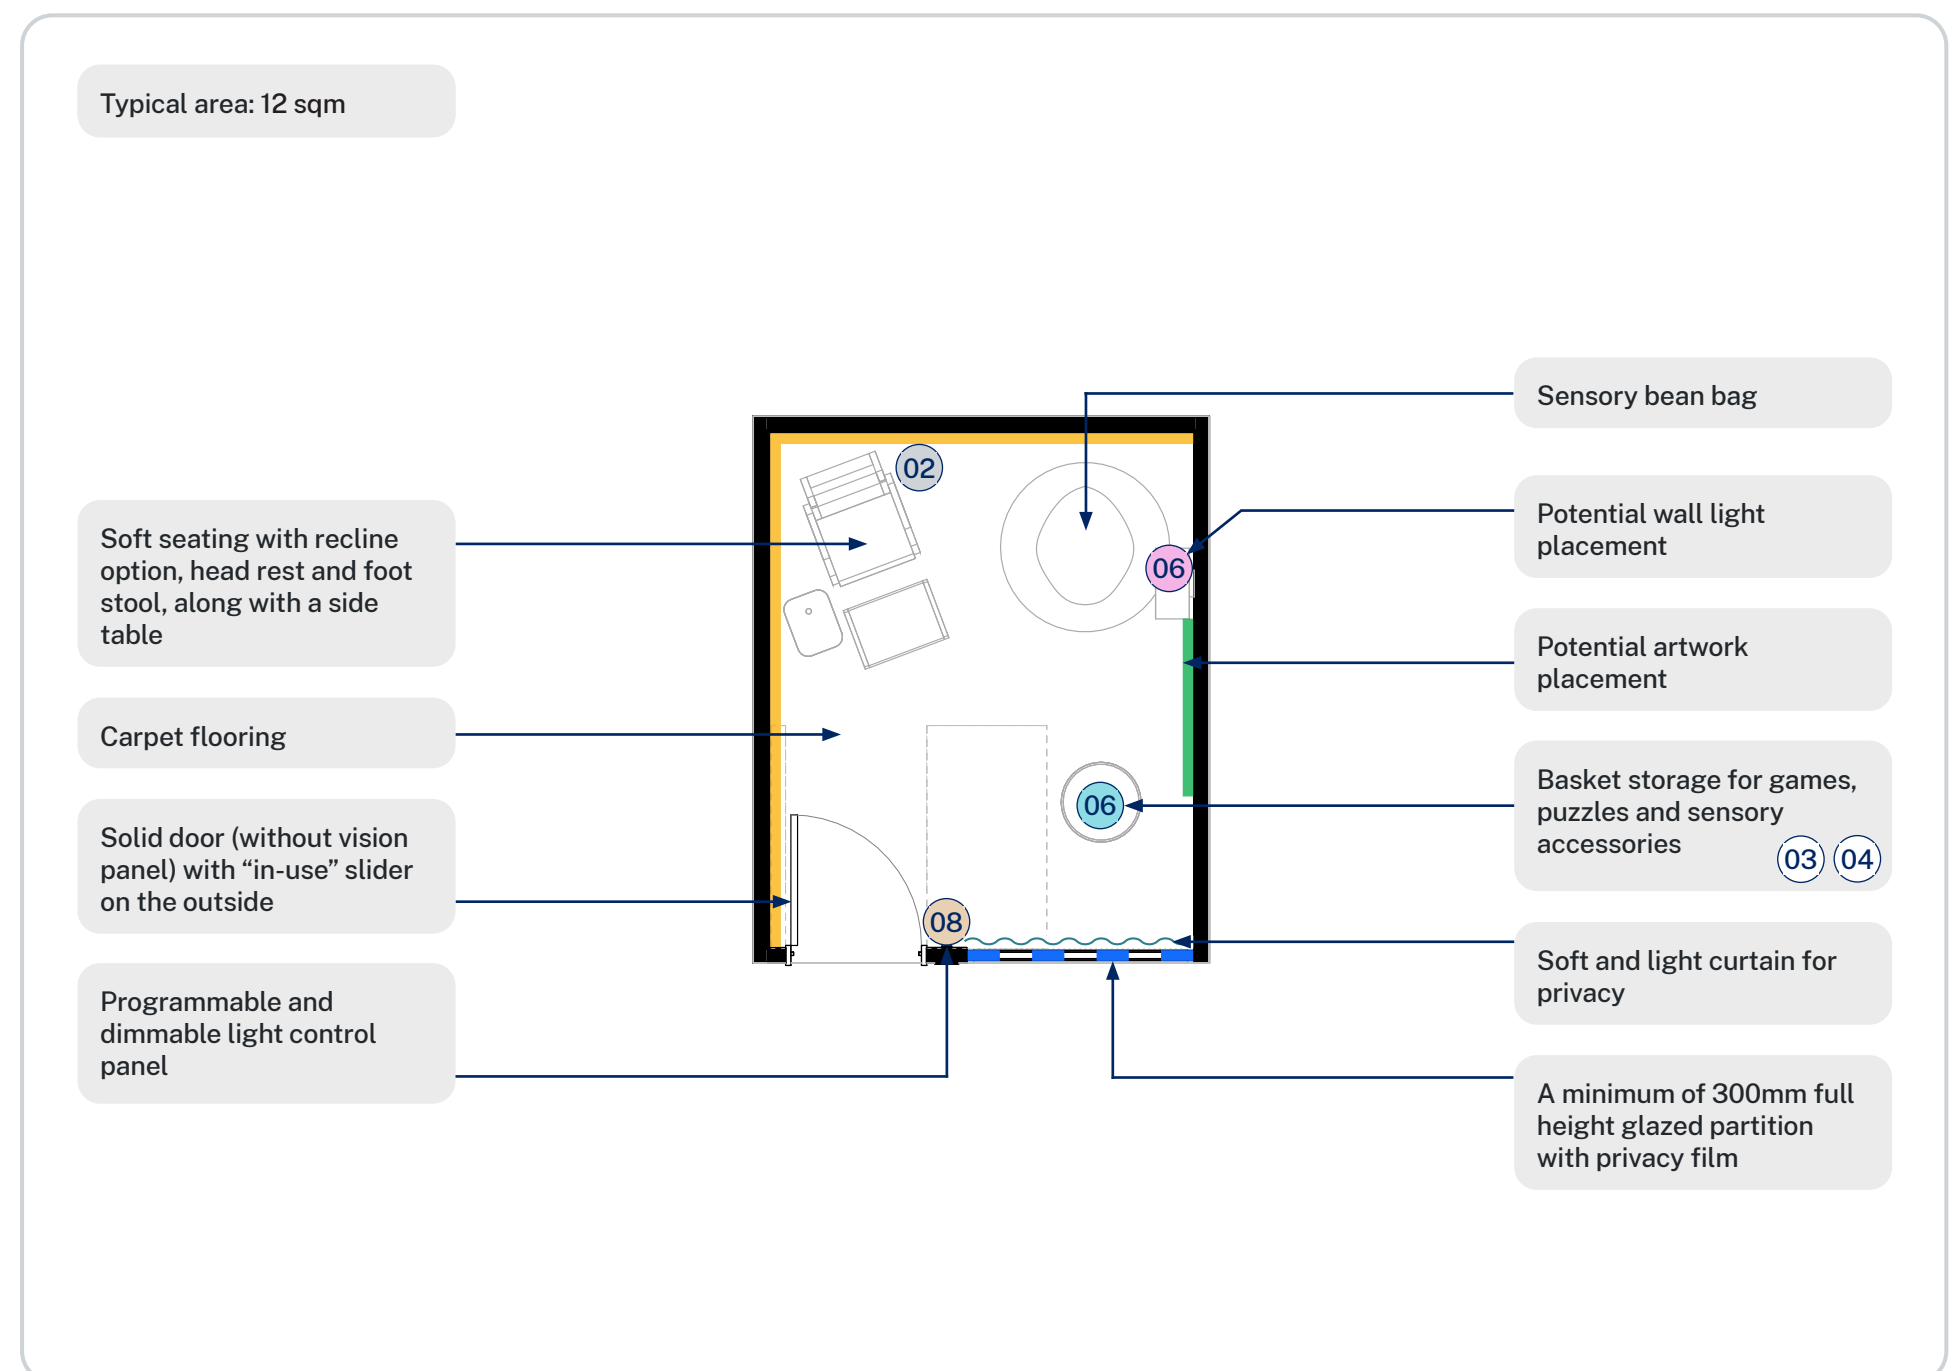 Typical area: 12 sqm
Soft seating with recline
option, head rest and foot
stool, along with a side
table
Carpet flooring
Solid door (without vision
panel) with “in-use” slider
on the outside
Programmable and
dimmable light control
panel
02
06
06
08
Sensory bean bag
Potential wall light
placement
Potential artwork
placement
Basket storage for games,
puzzles and sensory
accessories
03 04
Soft and light curtain for
privacy
A minimum of 300mm full
height glazed partition
with privacy film